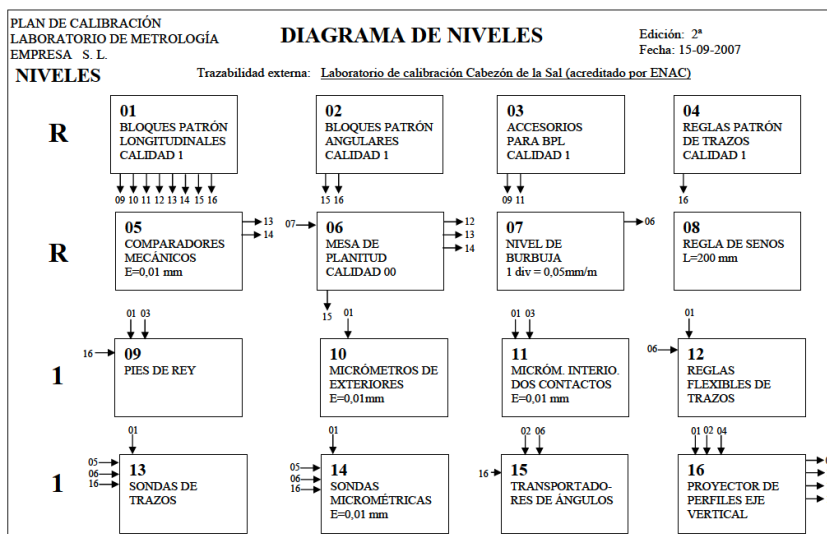 PLAN DE CALIBRACIÓN
LABORATORIO DE METROLOGÍA
EMPRESA S. L.
DIAGRAMA DE NIVELES
Edición: 2ª
Fecha: 15-09-2007
NIVELES
Trazabilidad externa: Laboratorio de calibración Cabezón de la Sal (acreditado por ENAC)
R
01
BLOQUES PATRÓN
LONGITUDINALES
CALIDAD 1
09 10 11 12 13 14 15 16
02
BLOQUES PATRÓN
ANGULARES
CALIDAD 1
15 16
03
ACCESORIOS
PARA BPL
CALIDAD 1
09 11
04
REGLAS PATRÓN
DE TRAZOS
CALIDAD 1
16
R
05
COMPARADORES
MECÁNICOS
E=0,01 mm
13
14
07
06
MESA DE
PLANITUD
CALIDAD 00
12
13
14
15
07
NIVEL DE
BURBUJA
1 div = 0,05mm/m
06
08
REGLA DE SENOS
L=200 mm
1
01 03
16
09
PIES DE REY
01
10
MICRÓMETROS DE
EXTERIORES
E=0,01mm
01 03
11
MICRÓM. INTERIO.
DOS CONTACTOS
E=0,01 mm
01
06
12
REGLAS
FLEXIBLES DE
TRAZOS
1
01
05
06
16
13
SONDAS DE
TRAZOS
01
05
06
16
14
SONDAS
MICROMÉTRICAS
E=0,01 mm
02 06
16
15
TRANSPORTADO-
RES DE ÁNGULOS
01 02 04
16
PROYECTOR DE
PERFILES EJE
VERTICAL